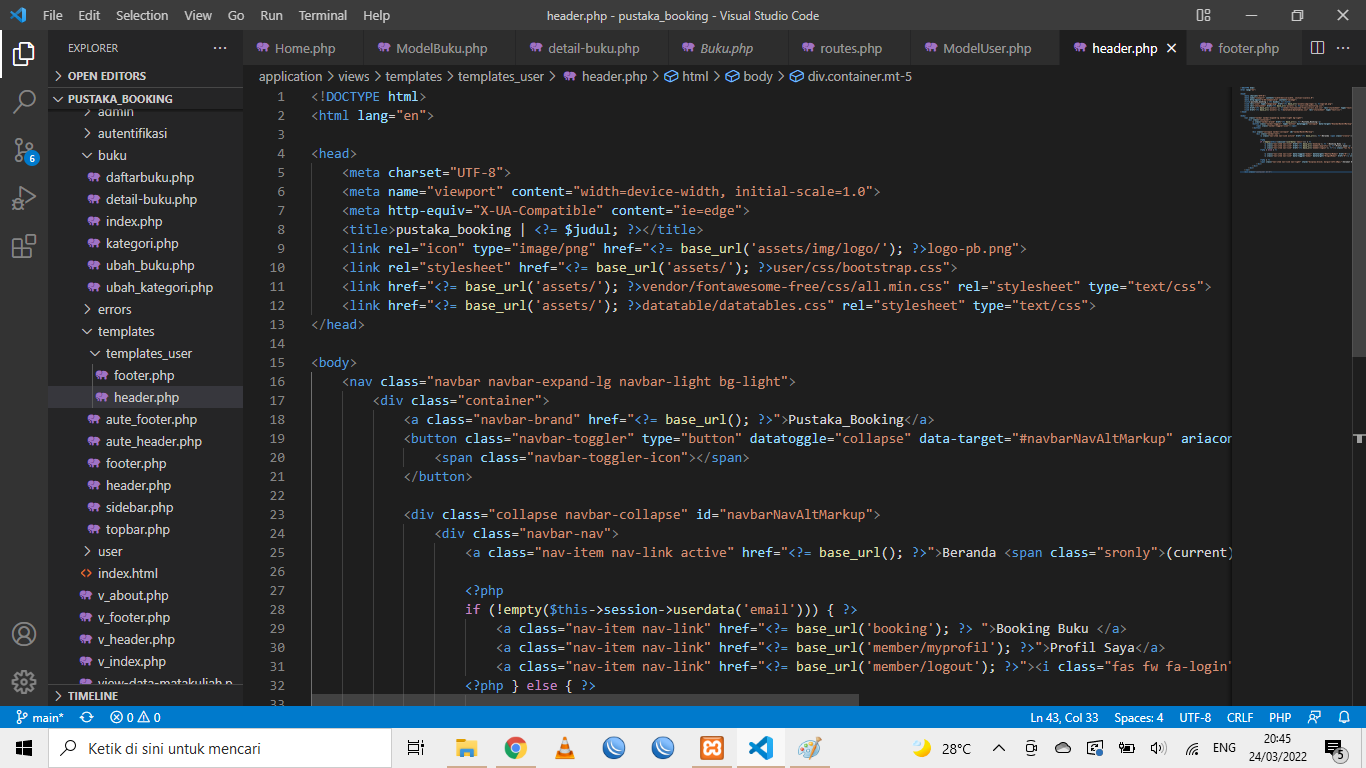 File Edit Selection View Go Run Terminal Help
header.php - pustaka_booking - Visual Studio Code
EXPLORER
Home.php ModelBuku.php detail-buku.php Buku.php routes.php ModelUser.php header.php footer.php
OPEN EDITORS
PUSTAKA_BOOKING
admin
autentifikasi
buku
daftarbuku.php
detail-buku.php
index.php
kategori.php
ubah_buku.php
ubah_kategori.php
errors
templates
templates_user
footer.php
header.php
aute_footer.php
aute_header.php
footer.php
header.php
sidebar.php
topbar.php
user
index.html
v_about.php
v_footer.php
v_header.php
v_index.php
view-data-matakuliah.p
TIMELINE
6
application > views > templates > templates_user > header.php > html > body > div.container.mt-5
1 <!DOCTYPE html>
2 <html lang="en">
3
4 <head>
5 <meta charset="UTF-8">
6 <meta name="viewport" content="width=device-width, initial-scale=1.0">
7 <meta http-equiv="X-UA-Compatible" content="ie=edge">
8 <title>pustaka_booking | <?= $judul; ?></title>
9 <link rel="icon" type="image/png" href="<?= base_url('assets/img/logo/'); ?>logo-pb.png">
10 <link rel="stylesheet" href="<?= base_url('assets/'); ?>user/css/bootstrap.css">
11 <link href="<?= base_url('assets/'); ?>vendor/fontawesome-free/css/all.min.css" rel="stylesheet" type="text/css">
12 <link href="<?= base_url('assets/'); ?>datatable/datatables.css" rel="stylesheet" type="text/css">
13 </head>
14
15 <body>
16 <nav class="navbar navbar-expand-lg navbar-light bg-light">
17 <div class="container">
18 <a class="navbar-brand" href="<?= base_url(); ?>">Pustaka_Booking</a>
19 <button class="navbar-toggler" type="button" datatoggle="collapse" data-target="#navbarNavAltMarkup" ariacon
20 <span class="navbar-toggler-icon"></span>
21 </button>
22
23 <div class="collapse navbar-collapse" id="navbarNavAltMarkup">
24 <div class="navbar-nav">
25 <a class="nav-item nav-link active" href="<?= base_url(); ?>">Beranda <span class="sronly">(current)
26
27 <?php
28 if (!empty($this->session->userdata('email'))) { ?>
29 <a class="nav-item nav-link" href="<?= base_url('booking'); ?> ">Booking Buku </a>
30 <a class="nav-item nav-link" href="<?= base_url('member/myprofil'); ?>">Profil Saya</a>
31 <a class="nav-item nav-link" href="<?= base_url('member/logout'); ?>"><i class="fas fw fa-login"
32 <?php } else { ?>
33
main* 0 0
Ln 43, Col 33 Spaces: 4 UTF-8 CRLF PHP
Ketik di sini untuk mencari
28°C
ENG
20:45
24/03/2022
5